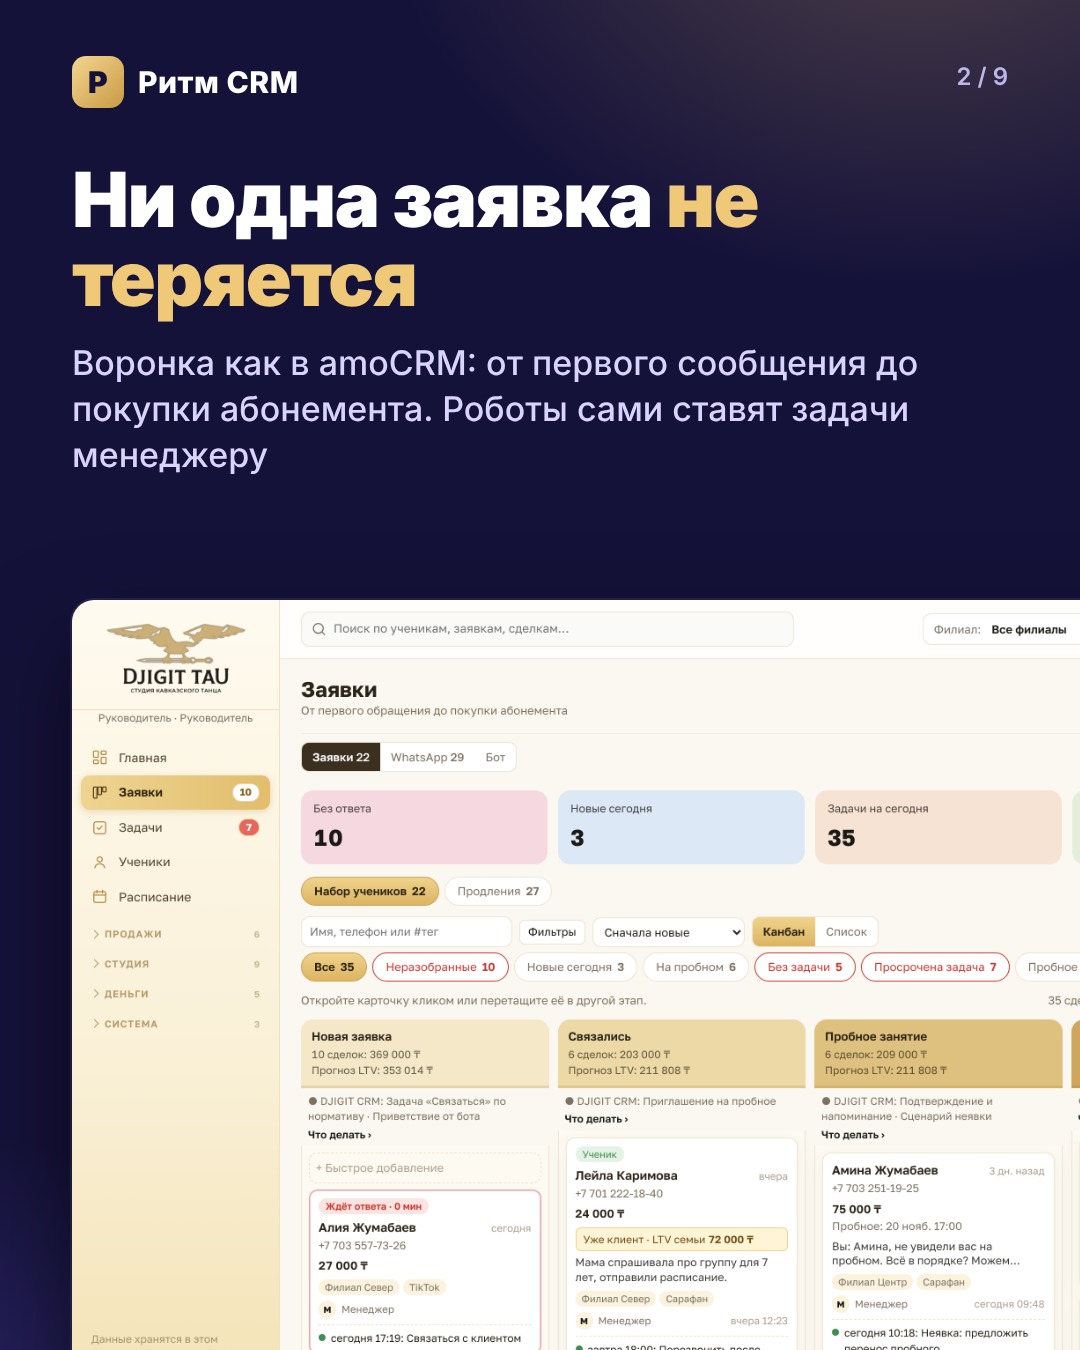 Р Ритм CRM
2 / 9
Ни одна заявка не
теряется
Воронка как в amoCRM: от первого сообщения до
покупки абонемента. Роботы сами ставят задачи
менеджеру
DJIGIT TAU
СТУДИЯ КАВКАЗСКОГО ТАНЦА
Руководитель · Руководитель
Главная
Заявки 10
Задачи 7
Ученики
Расписание
ПРОДАЖИ 6
СТУДИЯ 9
ДЕНЬГИ 5
СИСТЕМА 3
Данные хранятся в этом
Поиск по ученикам, заявкам, сделкам...
Филиал: Все филиалы
Заявки
От первого обращения до покупки абонемента
Заявки 22 WhatsApp 29 Бот
Без ответа
10
Новые сегодня
3
Задачи на сегодня
35
Набор учеников 22 Продления 27
Имя, телефон или #тег Фильтры Сначала новые Канбан Список
Все 35 Неразобранные 10 Новые сегодня 3 На пробном 6 Без задачи 5 Просрочена задача 7 Пробное
Откройте карточку кликом или перетащите её в другой этап.
35 сде
Новая заявка
10 сделок: 369 000 ₸
Прогноз LTV: 353 014 ₸
DJIGIT CRM: Задача «Связаться» по
нормативу · Приветствие от бота
Что делать ›
+ Быстрое добавление
Ждёт ответа · 0 мин
Алия Жумабаев сегодня
+7 703 557-73-26
27 000 ₸
Филиал Север TikTok
М Менеджер
сегодня 17:19: Связаться с клиентом
Связались
6 сделок: 203 000 ₸
Прогноз LTV: 211 808 ₸
DJIGIT CRM: Приглашение на пробное
Что делать ›
Ученик
Лейла Каримова вчера
+7 701 222-18-40
24 000 ₸
Уже клиент · LTV семьи 72 000 ₸
Мама спрашивала про группу для 7
лет, отправили расписание.
Филиал Север Сарафан
М Менеджер вчера 12:23
завтра 18:00: Перезвонить после
Пробное занятие
6 сделок: 209 000 ₸
Прогноз LTV: 211 808 ₸
DJIGIT CRM: Подтверждение и
напоминание · Сценарий неявки
Что делать ›
Амина Жумабаев 3 дн. назад
+7 703 251-19-25
75 000 ₸
Пробное: 20 нояб. 17:00
Вы: Амина, не увидели вас на
пробном. Всё в порядке? Можем...
Филиал Центр Сарафан
М Менеджер сегодня 09:48
сегодня 10:18: Неявка: предложить
перенос пробного